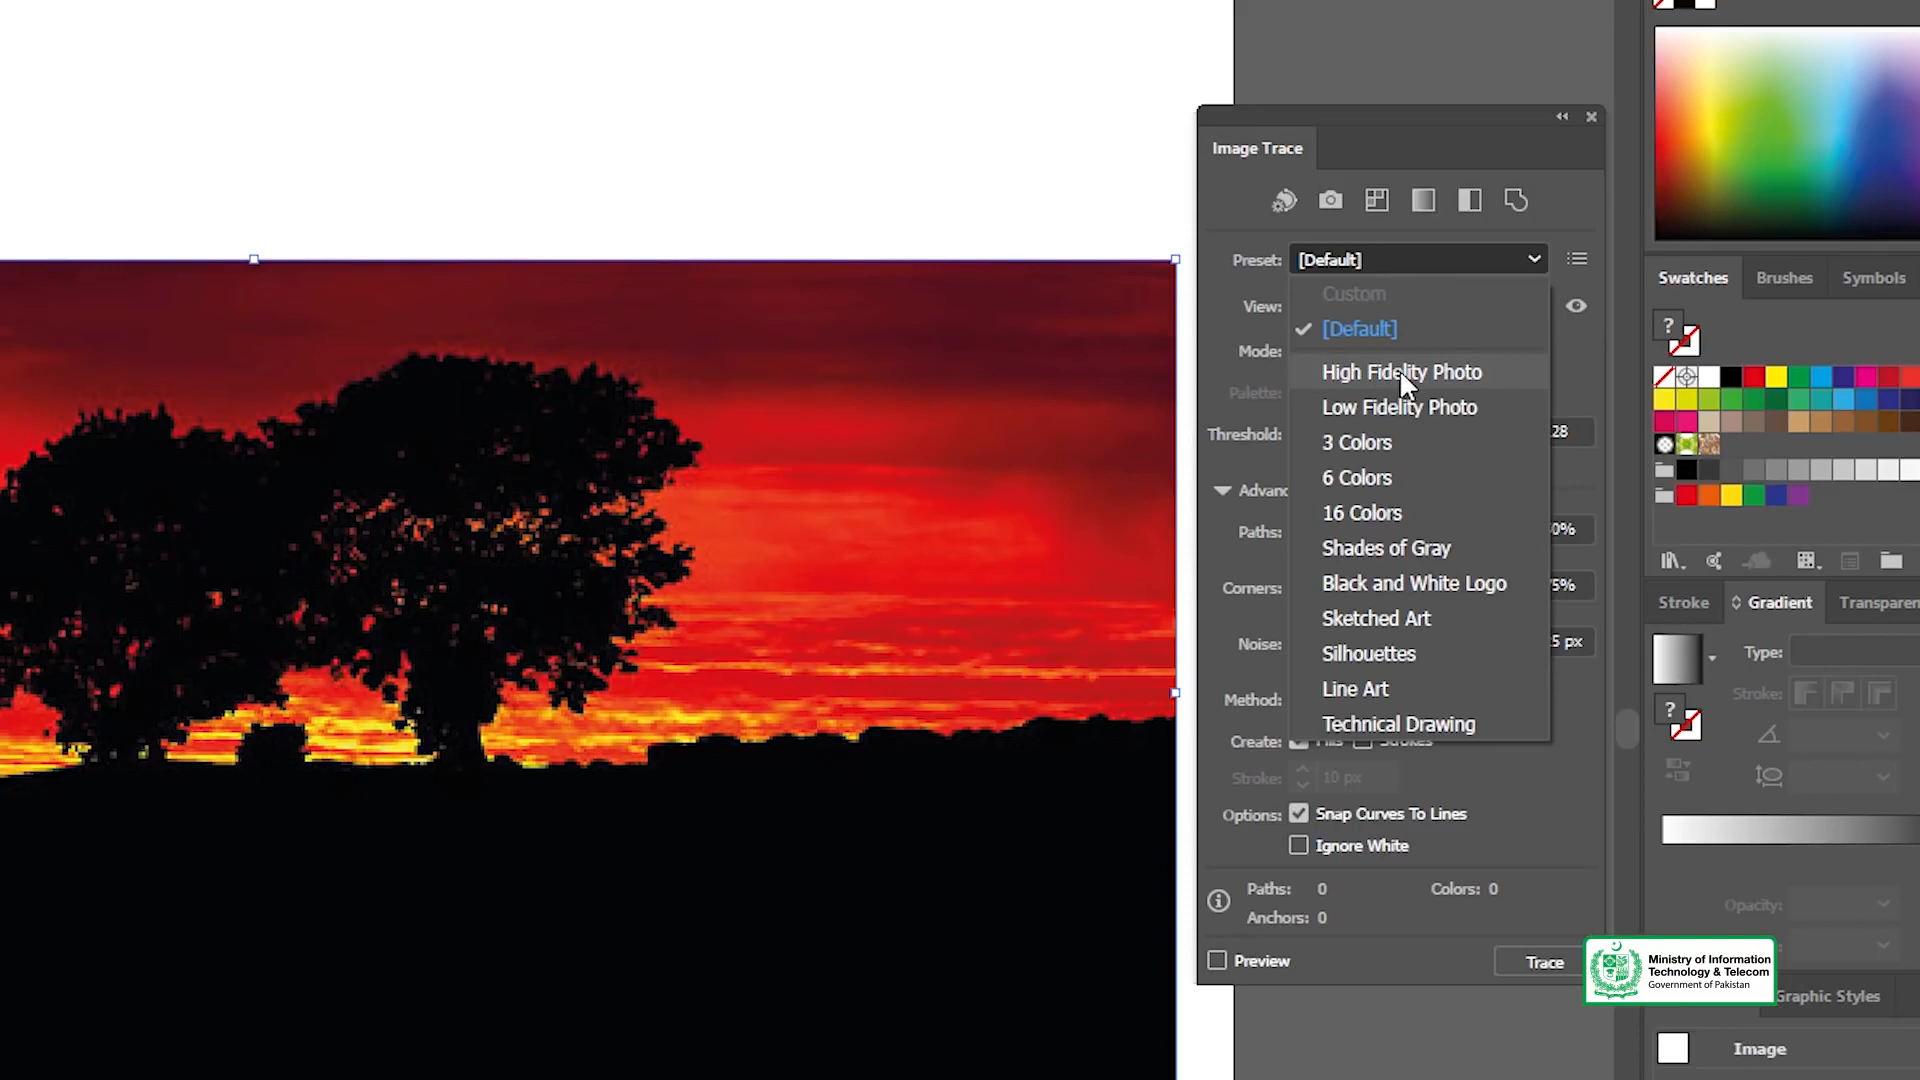 Image Trace
Preset: [Default]
Custom
View:
[Default]
Mode:
High Fidelity Photo
Palette:
Low Fidelity Photo
Threshold:
28
3 Colors
6 Colors
Advanc
16 Colors
Paths:
0%
Shades of Gray
Corners:
Black and White Logo
5%
Sketched Art
Noise:
5 px
Silhouettes
Method:
Line Art
Technical Drawing
Create: Fills Strokes
Stroke: 10 px
Options: Snap Curves To Lines
Ignore White
Paths: 0 Colors: 0
Anchors: 0
Preview Trace
Swatches Brushes Symbols
?
Stroke Gradient Transparen
Type:
Stroke:
?
Opacity:
Ministry of Information
Technology & Telecom
Government of Pakistan
Graphic Styles
Image